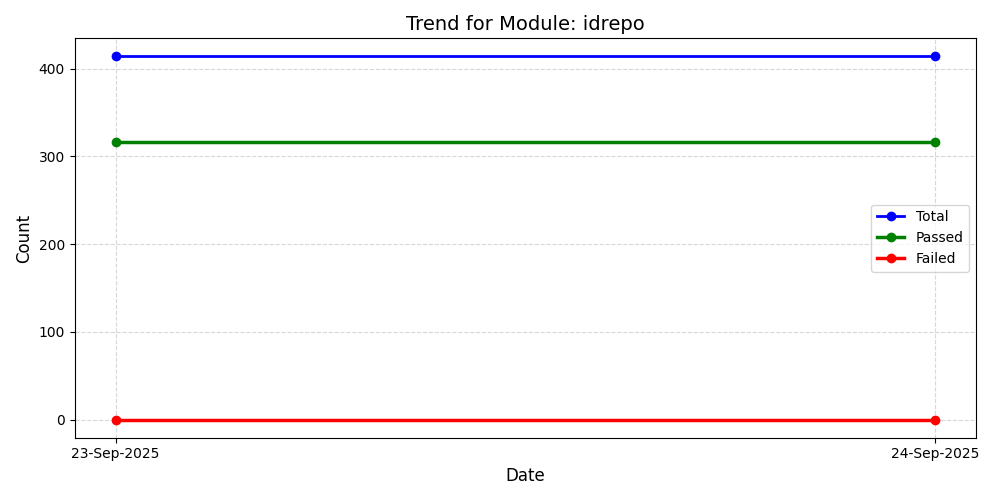 Trend for Module: idrepo
400
300
200
100
0
Count
Total
Passed
Failed
23-Sep-2025
24-Sep-2025
Date